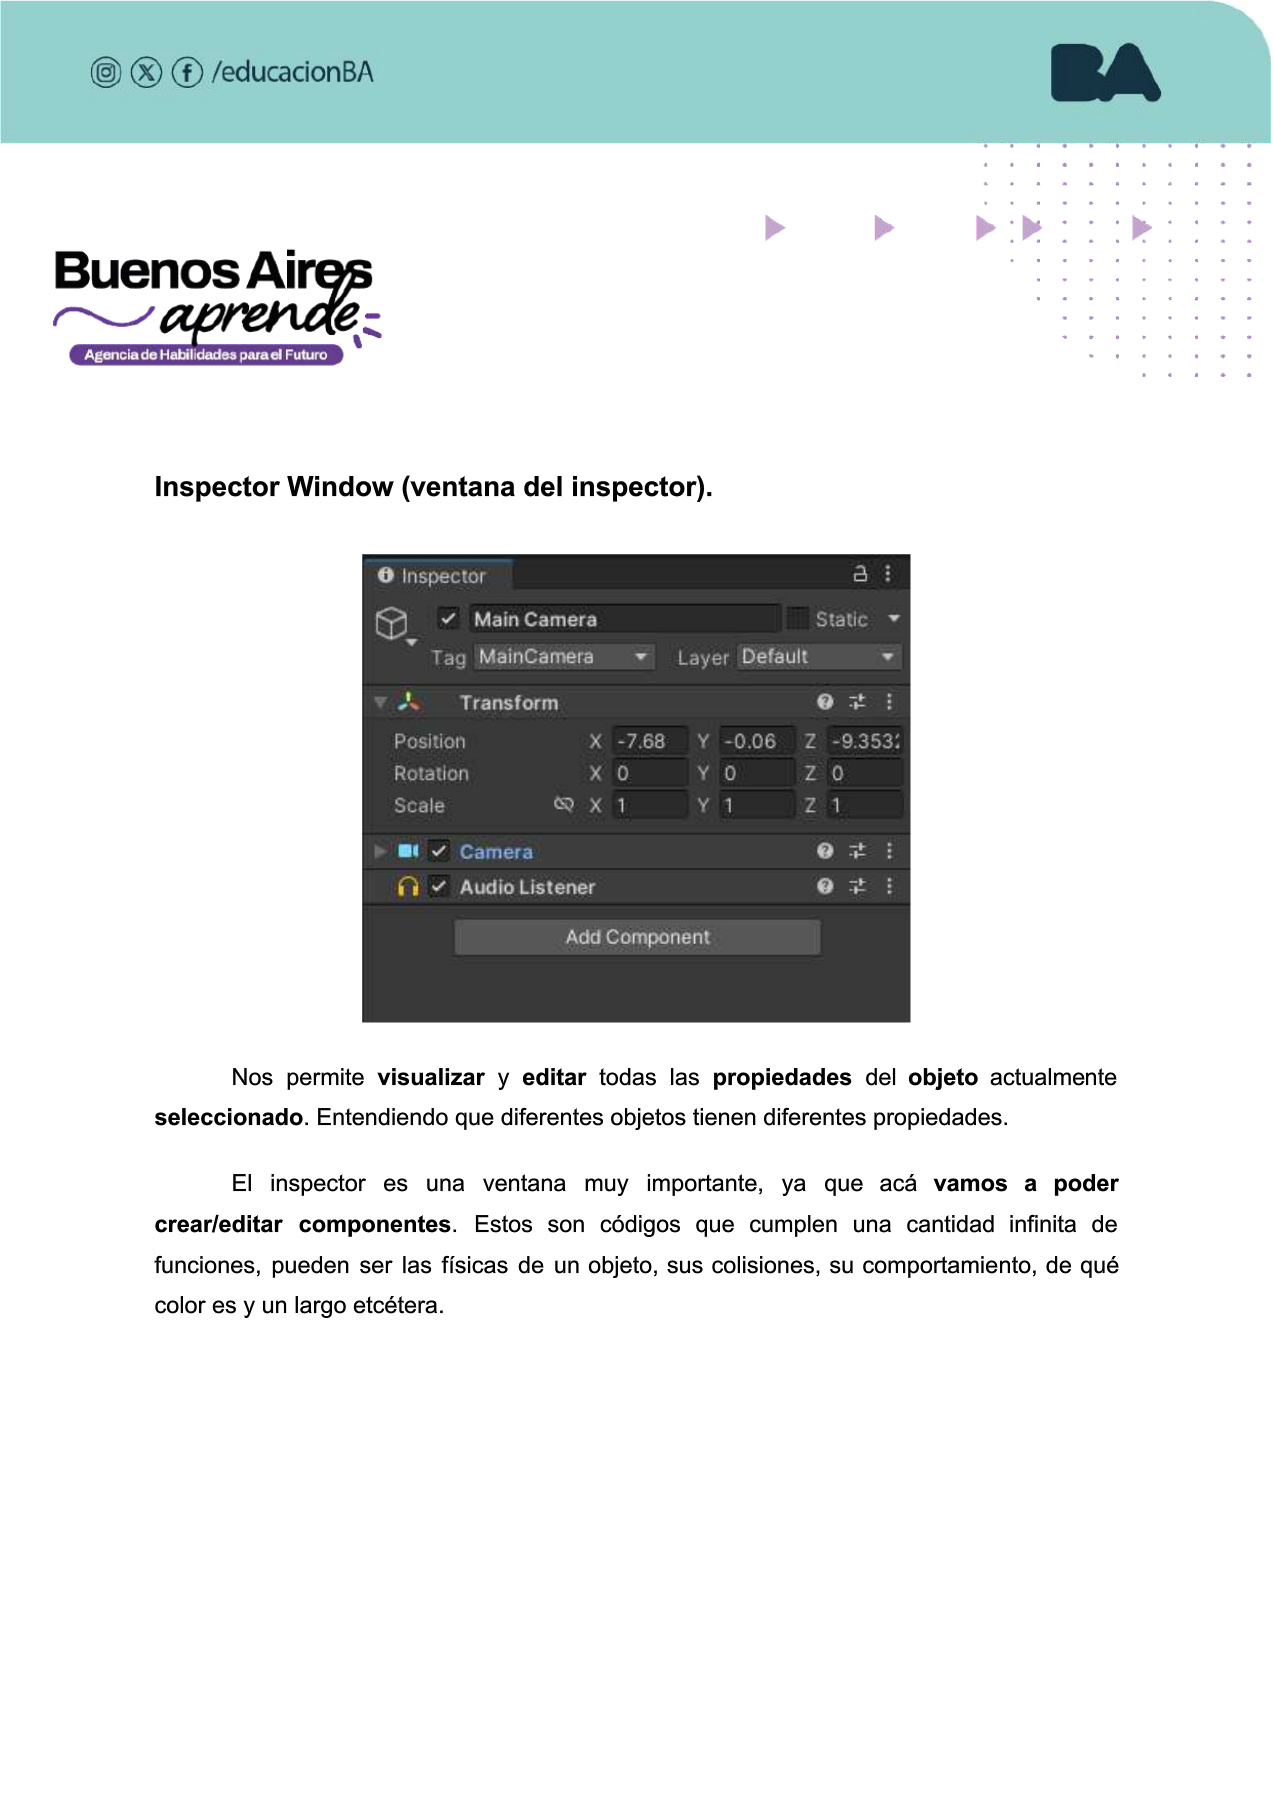 /educacionBA
BA
Buenos Aires
aprende
Agencia de Habilidades para el Futuro
Inspector Window (ventana del inspector).
Inspector
Main Camera Static
Tag MainCamera Layer Default
Transform
Position X -7.68 Y -0.06 Z -9.353
Rotation X 0 Y 0 Z 0
Scale X 1 Y 1 Z 1
Camera
Audio Listener
Add Component
Nos permite visualizar y editar todas las propiedades del objeto actualmente
seleccionado. Entendiendo que diferentes objetos tienen diferentes propiedades.
El inspector es una ventana muy importante, ya que acá vamos a poder
crear/editar componentes. Estos son códigos que cumplen una cantidad infinita de
funciones, pueden ser las físicas de un objeto, sus colisiones, su comportamiento, de qué
color es y un largo etcétera.